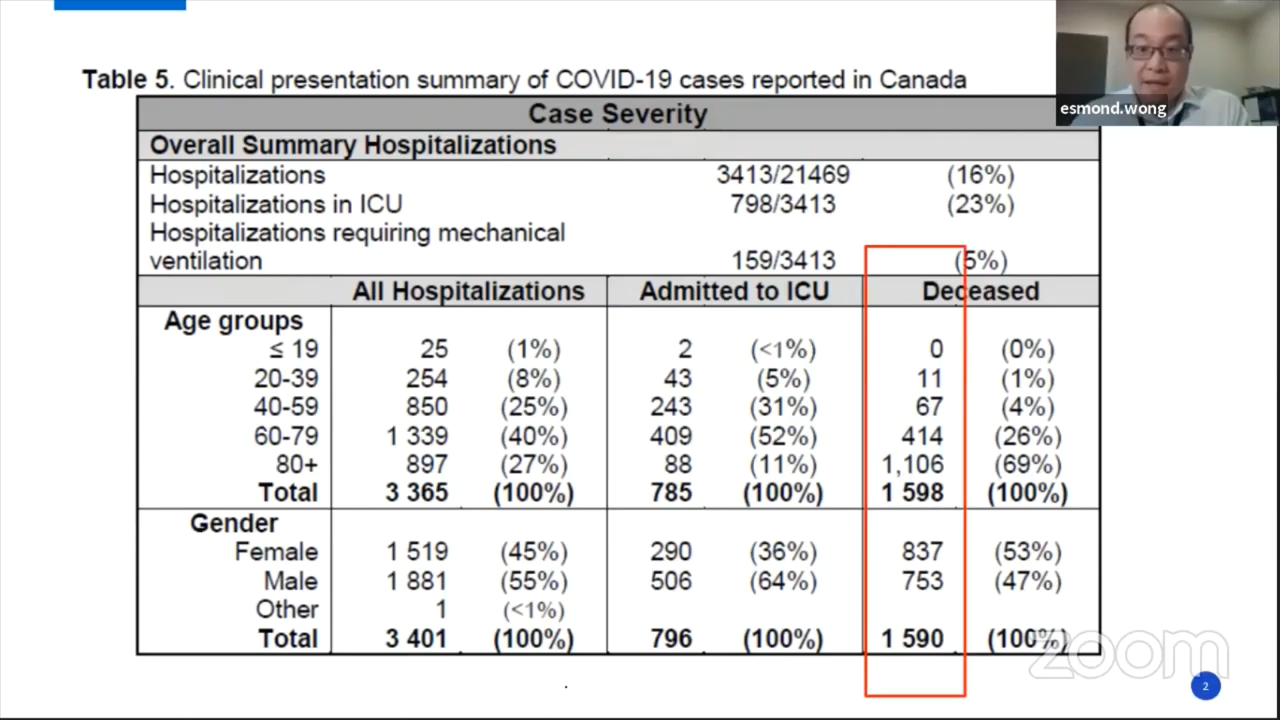 Table 5. Clinical presentation summary of COVID-19 cases reported in Canada
esmond.wong
Case Severity
Overall Summary Hospitalizations
Hospitalizations 3413/21469 (16%)
Hospitalizations in ICU 798/3413 (23%)
Hospitalizations requiring mechanical
ventilation 159/3413 (5%)
All Hospitalizations Admitted to ICU Deceased
Age groups
≤ 19 25 (1%) 2 (<1%) 0 (0%)
20-39 254 (8%) 43 (5%) 11 (1%)
40-59 850 (25%) 243 (31%) 67 (4%)
60-79 1 339 (40%) 409 (52%) 414 (26%)
80+ 897 (27%) 88 (11%) 1,106 (69%)
Total 3 365 (100%) 785 (100%) 1 598 (100%)
Gender
Female 1 519 (45%) 290 (36%) 837 (53%)
Male 1 881 (55%) 506 (64%) 753 (47%)
Other 1 (<1%)
Total 3 401 (100%) 796 (100%) 1 590 (100%)
zoom
2